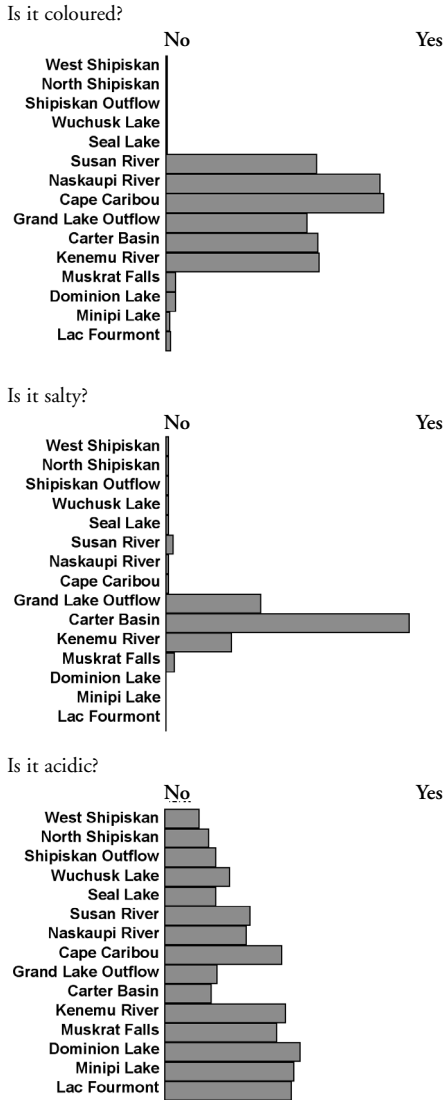 Is it coloured?
No Yes
West Shipiskan
North Shipiskan
Shipiskan Outflow
Wuchusk Lake
Seal Lake
Susan River
Naskaupi River
Cape Caribou
Grand Lake Outflow
Carter Basin
Kenemu River
Muskrat Falls
Dominion Lake
Minipi Lake
Lac Fourmont
Is it salty?
No Yes
West Shipiskan
North Shipiskan
Shipiskan Outflow
Wuchusk Lake
Seal Lake
Susan River
Naskaupi River
Cape Caribou
Grand Lake Outflow
Carter Basin
Kenemu River
Muskrat Falls
Dominion Lake
Minipi Lake
Lac Fourmont
Is it acidic?
No Yes
West Shipiskan
North Shipiskan
Shipiskan Outflow
Wuchusk Lake
Seal Lake
Susan River
Naskaupi River
Cape Caribou
Grand Lake Outflow
Carter Basin
Kenemu River
Muskrat Falls
Dominion Lake
Minipi Lake
Lac Fourmont